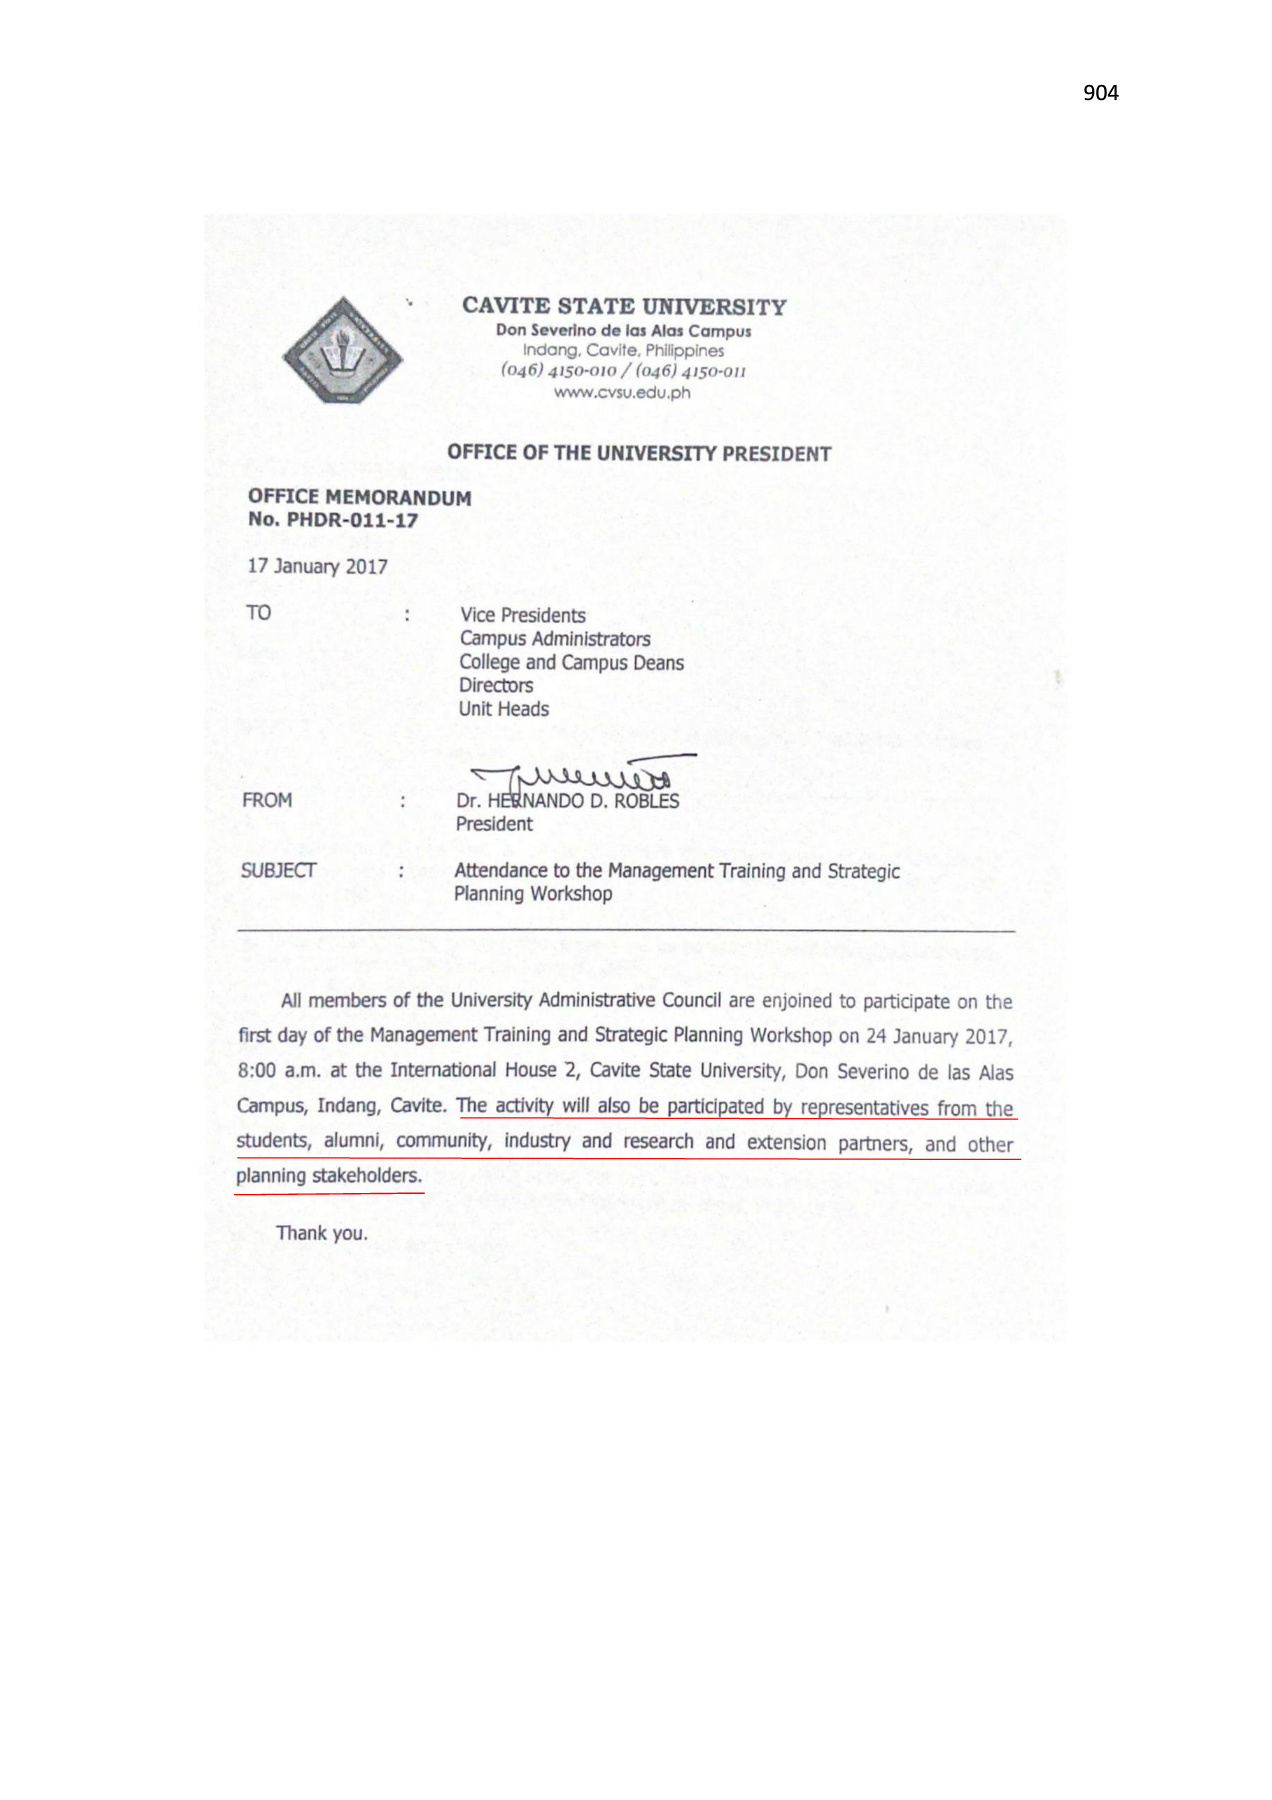 904
CAVITE STATE UNIVERSITY
Don Severino de las Alas Campus
Indang, Cavite, Philippines
(046) 4150-010 / (046) 4150-011
www.cvsu.edu.ph
OFFICE OF THE UNIVERSITY PRESIDENT
OFFICE MEMORANDUM
No. PHDR-011-17
17 January 2017
TO : Vice Presidents
Campus Administrators
College and Campus Deans
Directors
Unit Heads
FROM : Dr. HERNANDO D. ROBLES
President
SUBJECT : Attendance to the Management Training and Strategic
Planning Workshop
All members of the University Administrative Council are enjoined to participate on the
first day of the Management Training and Strategic Planning Workshop on 24 January 2017,
8:00 a.m. at the International House 2, Cavite State University, Don Severino de las Alas
Campus, Indang, Cavite. The activity will also be participated by representatives from the
students, alumni, community, industry and research and extension partners, and other
planning stakeholders.
Thank you.